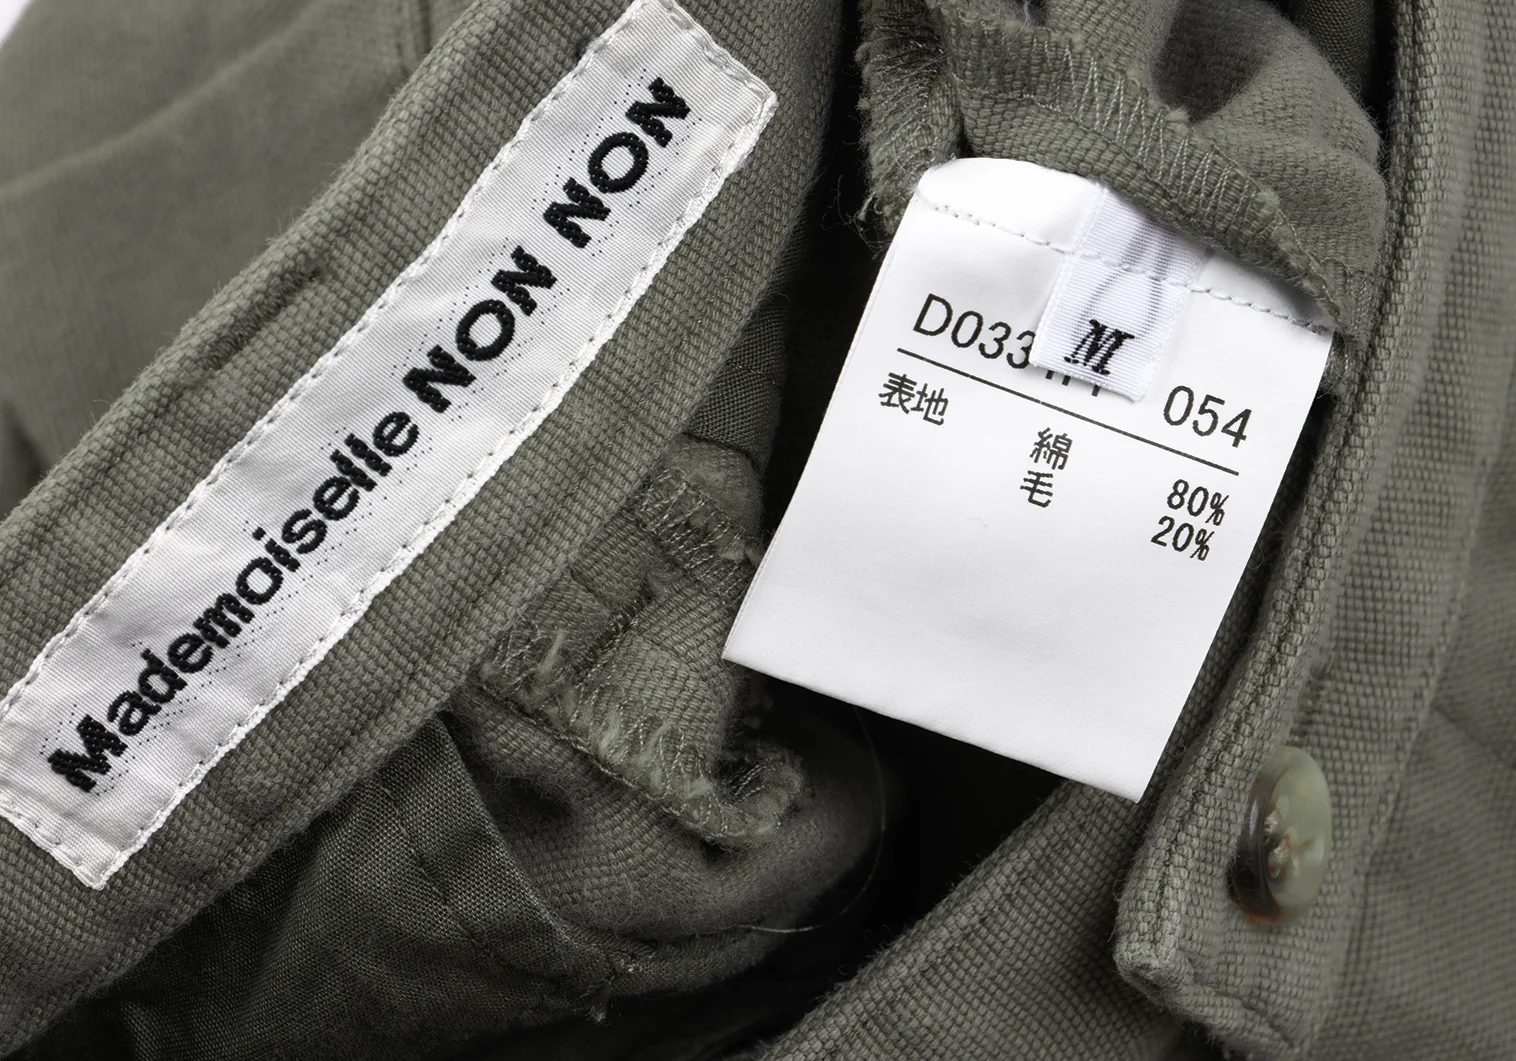 Mademoiselle NON NON
M
D033
054
表地
綿 80%
毛 20%